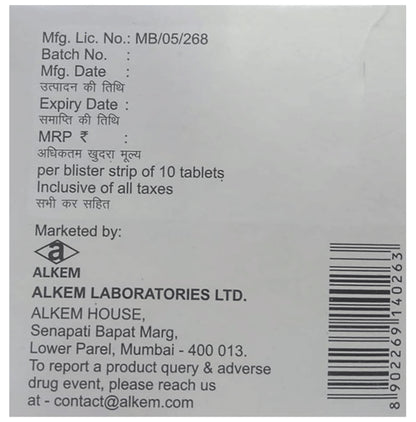 Mfg. Lic. No.: MB/05/268
Batch No. :
Mfg. Date :
उत्पादन की तिथि
Expiry Date :
समाप्ति की तिथि
MRP ₹ :
अधिकतम खुदरा मूल्य
per blister strip of 10 tablets
Inclusive of all taxes
सभी कर सहित
Marketed by:
a
ALKEM
ALKEM LABORATORIES LTD.
ALKEM HOUSE,
Senapati Bapat Marg,
Lower Parel, Mumbai - 400 013.
To report a product query & adverse
drug event, please reach us
at - contact@alkem.com
8 902269 140263